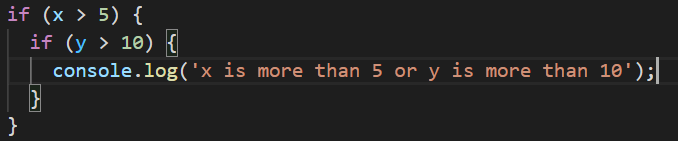 if (x > 5) {
  if (y > 10) {
    console.log('x is more than 5 or y is more than 10');
  }
}